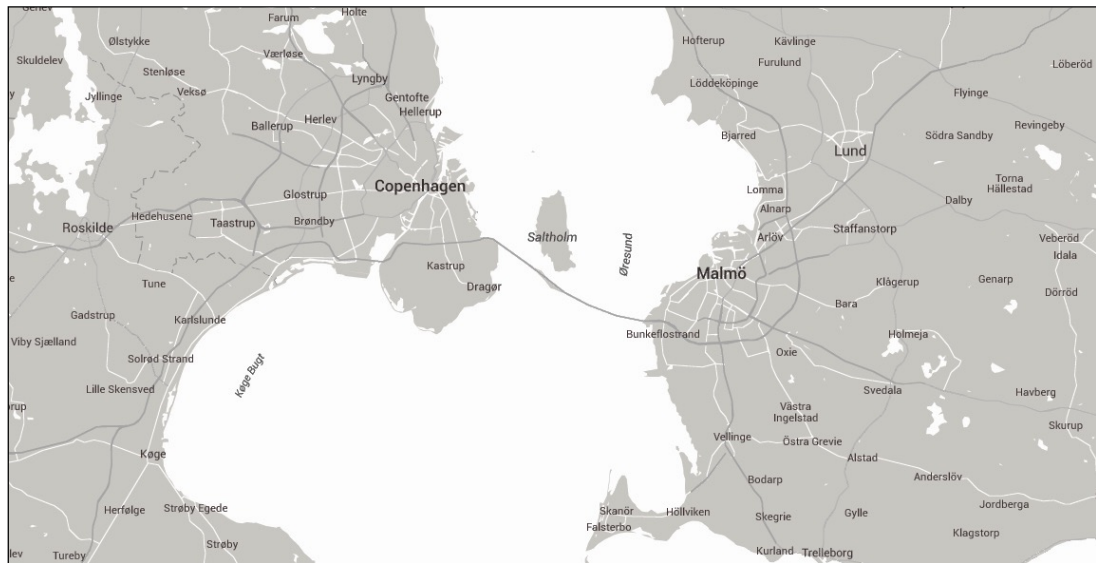 Farum
Holte
Hofterup
Kävlinge
Ølstykke
Værløse
Furulund
Löberöd
Skuldelev
Stenløse
Lyngby
Löddeköpinge
Veksø
Jyllinge
Gentofte
Flyinge
Hellerup
Herlev
Ballerup
Bjarred
Revingeby
Södra Sandby
Lund
Copenhagen
Torna
Hällestad
Glostrup
Lomma
Dalby
Alnarp
Hedehusene
Taastrup
Brøndby
Roskilde
Saltholm
Øresund
Arlöv
Staffanstorp
Veberöd
Idala
Kastrup
Malmö
Tune
Dragør
Klågerup
Genarp
Dörröd
Bara
Gadstrup
Karlslunde
Bunkeflostrand
Holmeja
Viby Sjælland
Oxie
Solrød Strand
Køge Bugt
Lille Skensved
Svedala
Havberg
Västra
Ingelstad
Skurup
Vellinge
Östra Grevie
Køge
Alstad
Anderslöv
Bodarp
Jordberga
Herfølge
Strøby Egede
Skanör
Höllviken
Skegrie
Gylle
Falsterbo
Klagstorp
Strøby
Tureby
Kurland
Trelleborg